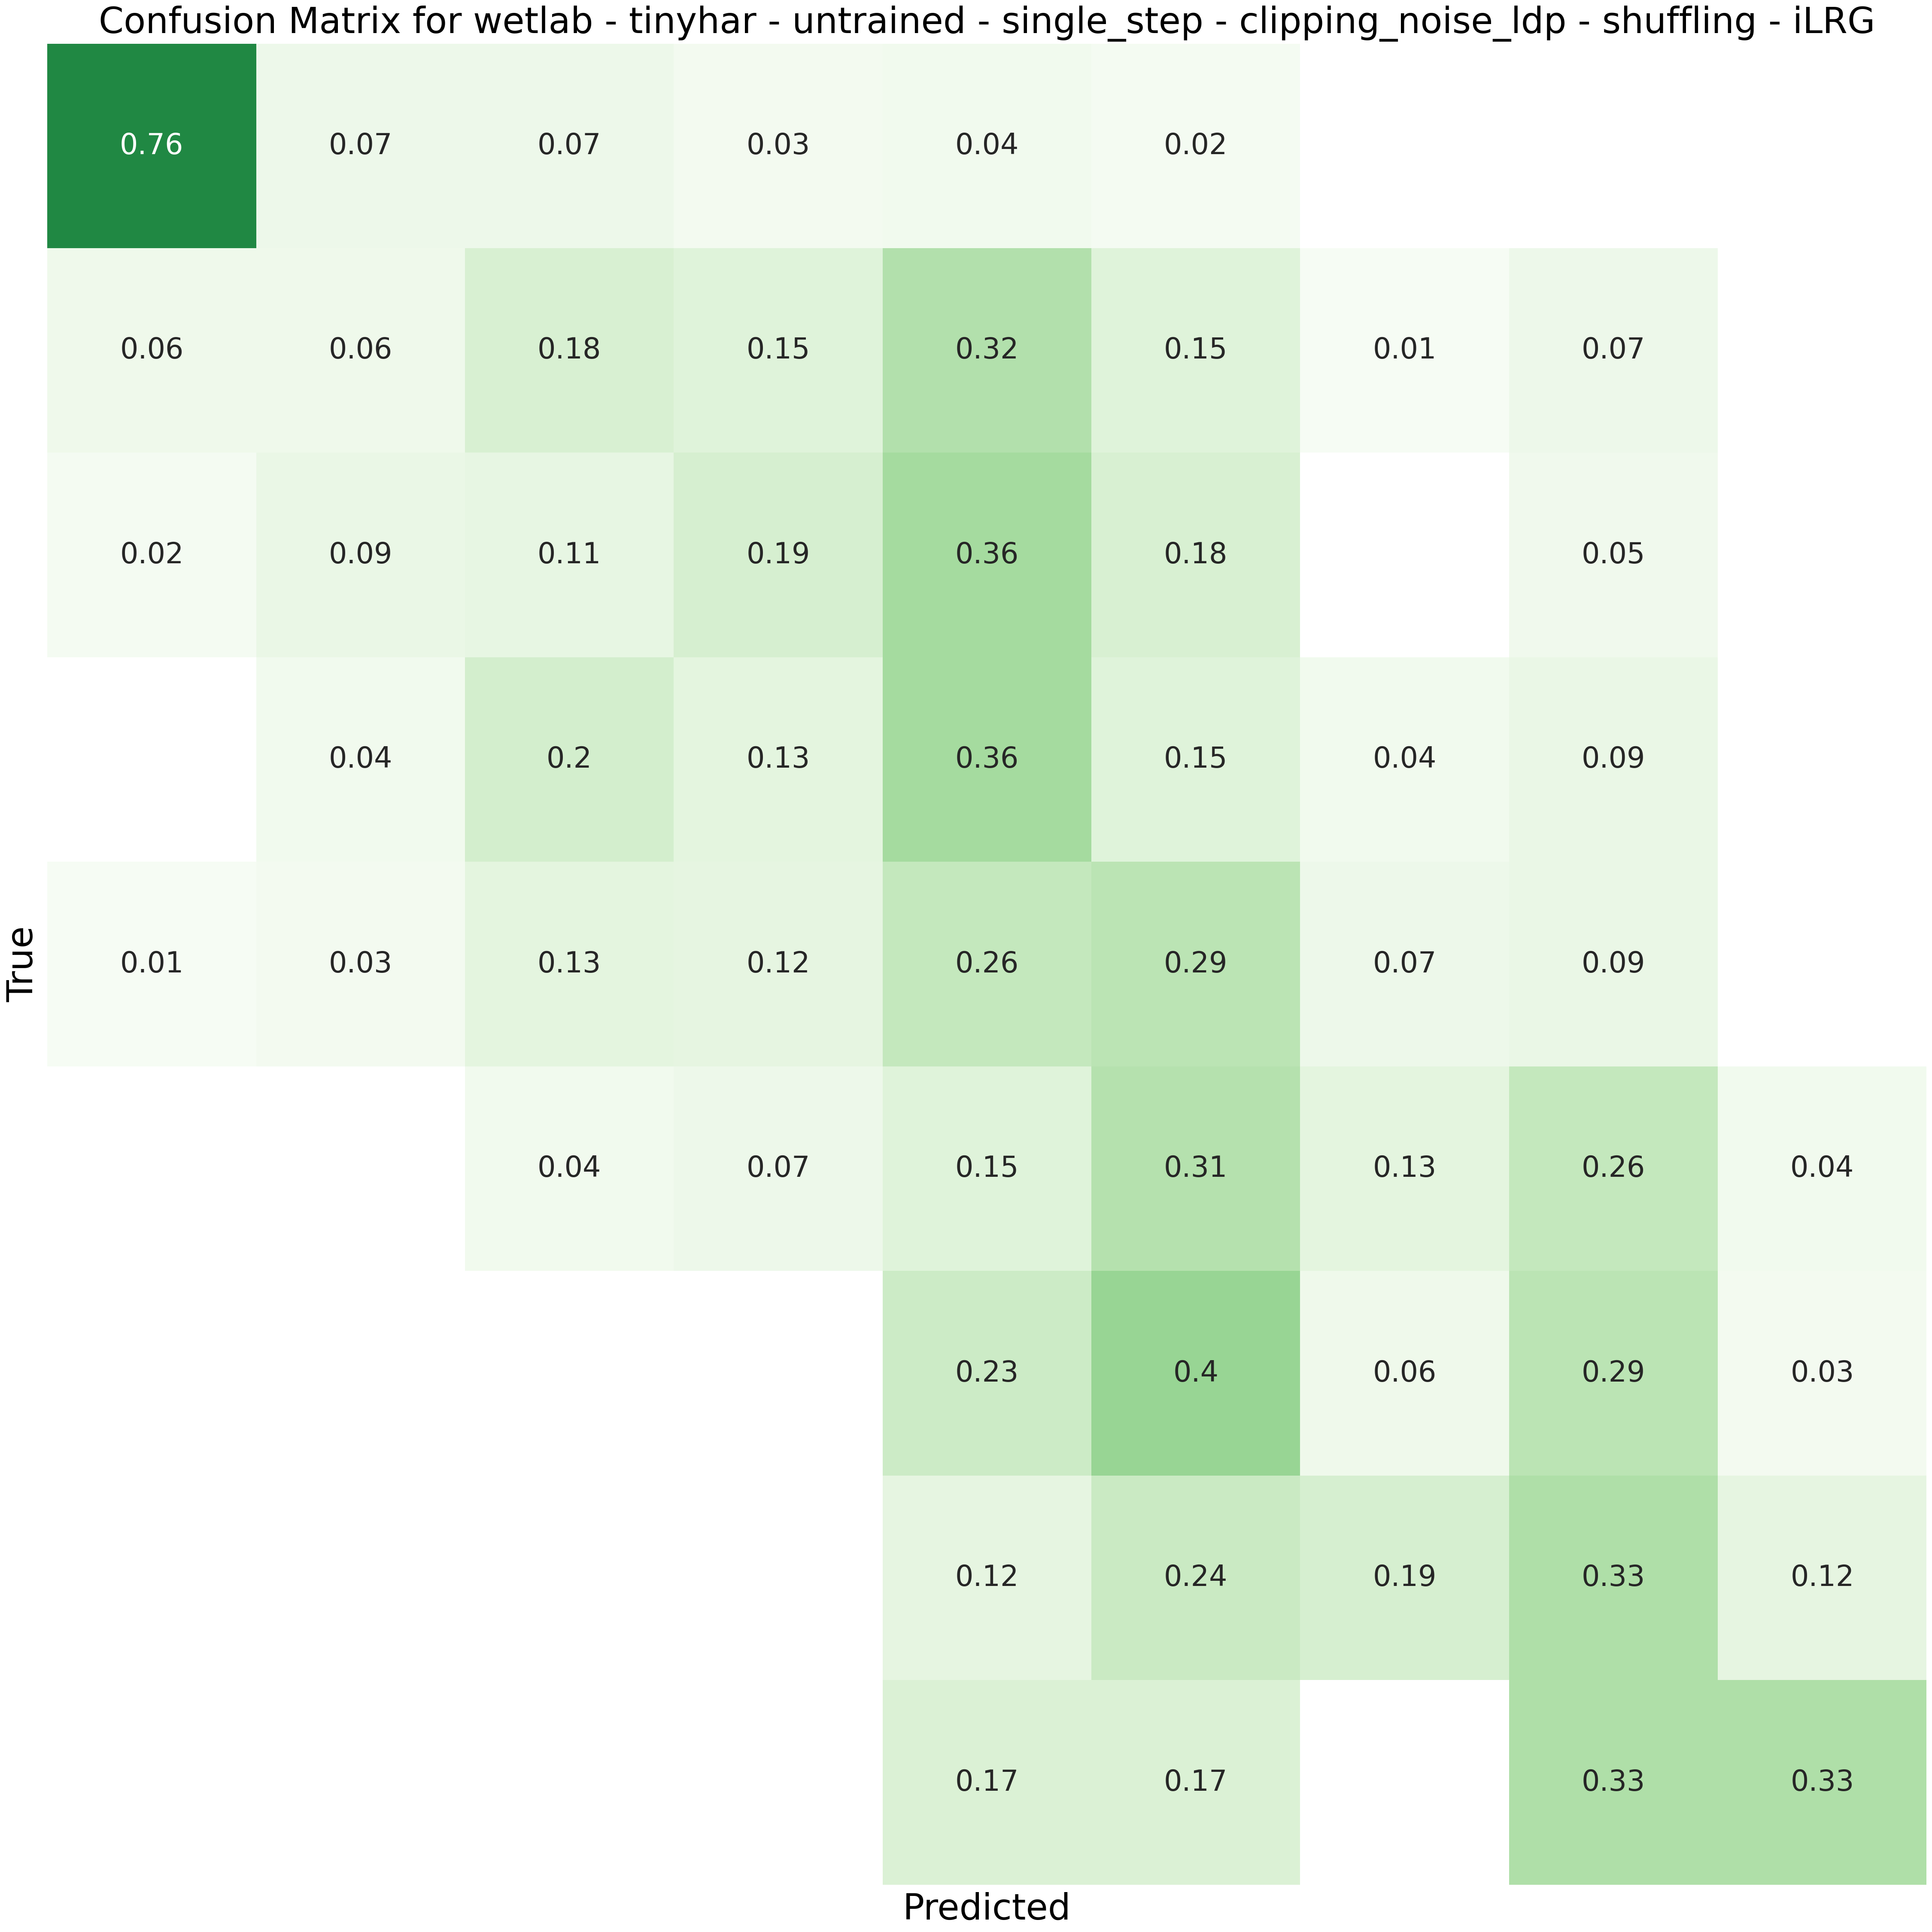 Confusion Matrix for wetlab - tinyhar - untrained - single_step - clipping_noise_ldp - shuffling - iLRG
0.76 0.07 0.07 0.03 0.04 0.02
0.06 0.06 0.18 0.15 0.32 0.15 0.01 0.07
0.02 0.09 0.11 0.19 0.36 0.18 0.05
0.04 0.2 0.13 0.36 0.15 0.04 0.09
True
0.01 0.03 0.13 0.12 0.26 0.29 0.07 0.09
0.04 0.07 0.15 0.31 0.13 0.26 0.04
0.23 0.4 0.06 0.29 0.03
0.12 0.24 0.19 0.33 0.12
0.17 0.17 0.33 0.33
Predicted